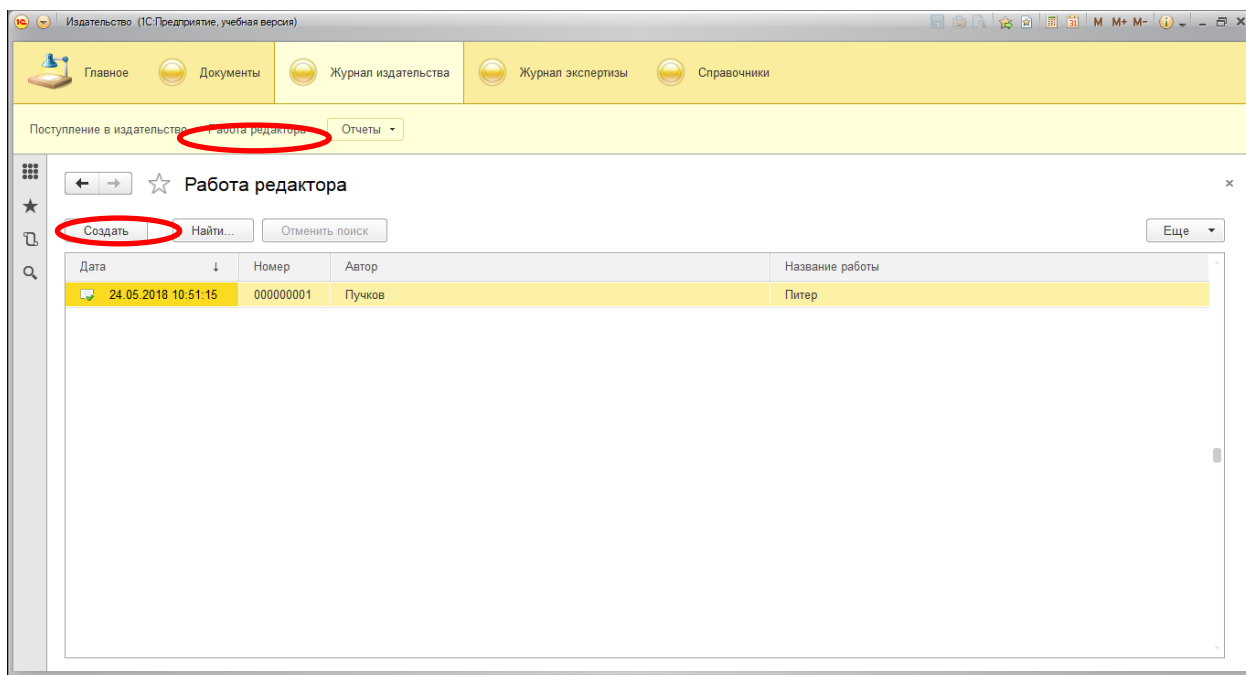 1С Издательство (1С:Предприятие, учебная версия) 31 M M+ M-
Главное Документы Журнал издательства Журнал экспертизы Справочники
Поступление в издательство Работа редактора Отчеты
Работа редактора
Создать Найти... Отменить поиск Еще
Дата Номер Автор Название работы
24.05.2018 10:51:15 000000001 Пучков Питер